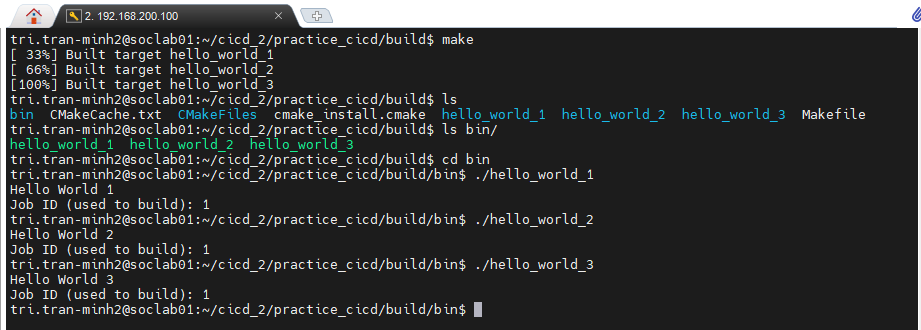 2. 192.168.200.100
tri.tran-minh2@soclab01:~/cicd_2/practice_cicd/build$ make
[ 33%] Built target hello_world_1
[ 66%] Built target hello_world_2
[100%] Built target hello_world_3
tri.tran-minh2@soclab01:~/cicd_2/practice_cicd/build$ ls
bin  CMakeCache.txt  CMakeFiles  cmake_install.cmake  hello_world_1  hello_world_2  hello_world_3  Makefile
tri.tran-minh2@soclab01:~/cicd_2/practice_cicd/build$ ls bin/
hello_world_1  hello_world_2  hello_world_3
tri.tran-minh2@soclab01:~/cicd_2/practice_cicd/build$ cd bin
tri.tran-minh2@soclab01:~/cicd_2/practice_cicd/build/bin$ ./hello_world_1
Hello World 1
Job ID (used to build): 1
tri.tran-minh2@soclab01:~/cicd_2/practice_cicd/build/bin$ ./hello_world_2
Hello World 2
Job ID (used to build): 1
tri.tran-minh2@soclab01:~/cicd_2/practice_cicd/build/bin$ ./hello_world_3
Hello World 3
Job ID (used to build): 1
tri.tran-minh2@soclab01:~/cicd_2/practice_cicd/build/bin$